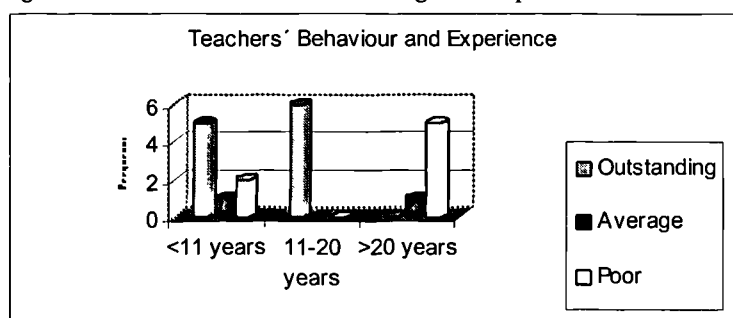 Teachers´ Behaviour and Experience
6
4
2
0
<11 years
11-20
years
>20 years
Outstanding
Average
Poor